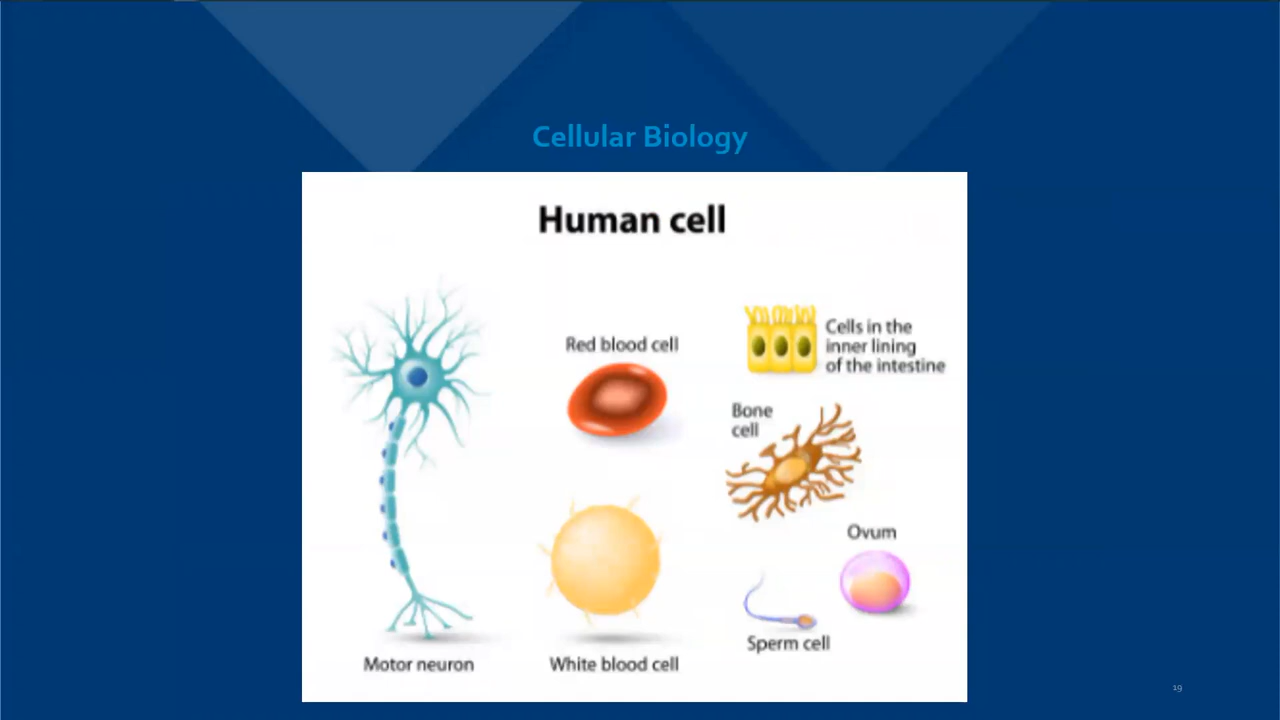 Cellular Biology
Human cell
Red blood cell
Cells in the
inner lining
of the intestine
Bone
cell
Ovum
Sperm cell
Motor neuron
White blood cell
19